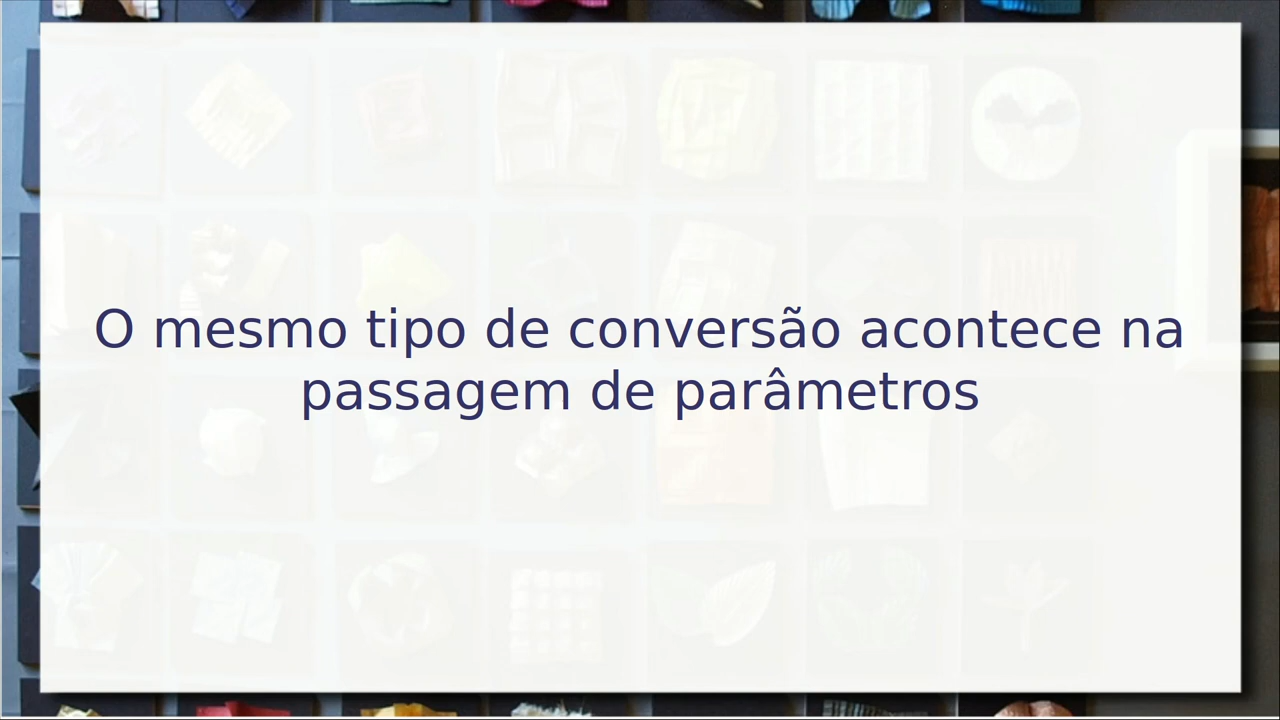 O mesmo tipo de conversão acontece na
passagem de parâmetros